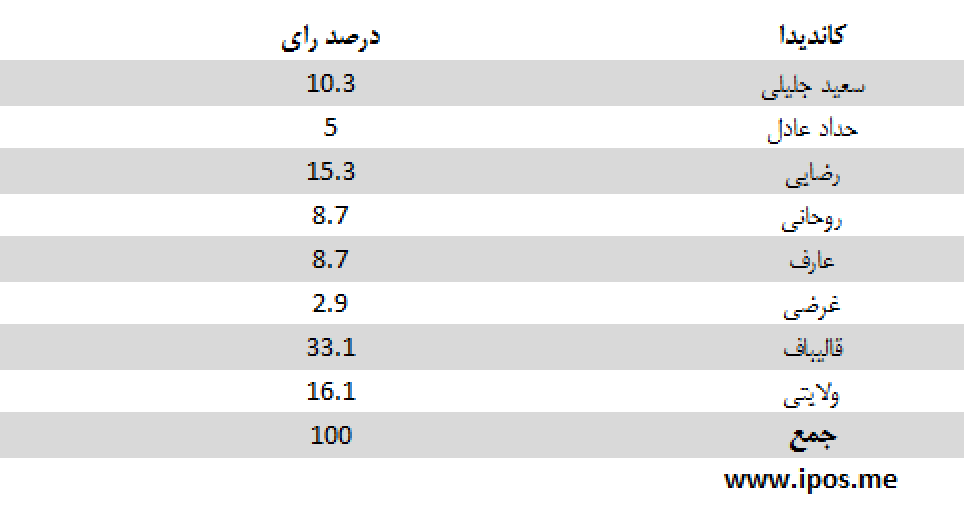 کاندیدا درصد رای
سعید جلیلی 10.3
حداد عادل 5
رضایی 15.3
روحانی 8.7
عارف 8.7
غرضی 2.9
قالیباف 33.1
ولایتی 16.1
جمع 100
www.ipos.me